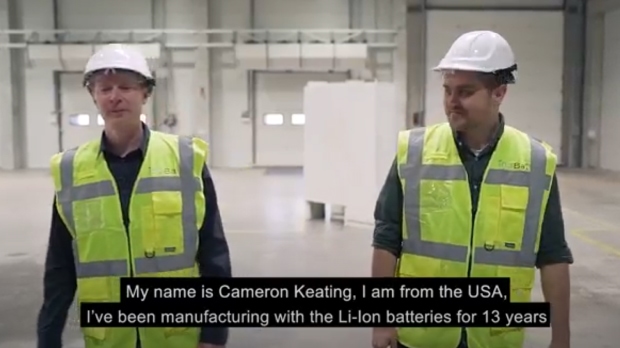 My name is Cameron Keating, I am from the USA,
I've been manufacturing with the Li-Ion batteries for 13 years